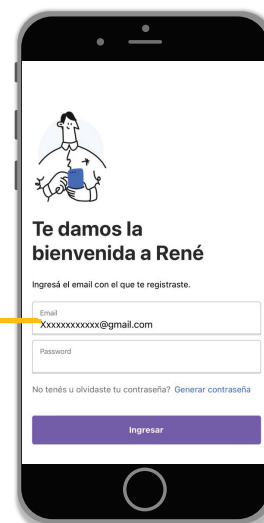 Te damos la
bienvenida a René
Ingresá el email con el que te registraste.
Email
Xxxxxxxxxxxx@gmail.com
Password
No tenés u olvidaste tu contraseña? Generar contraseña
Ingresar